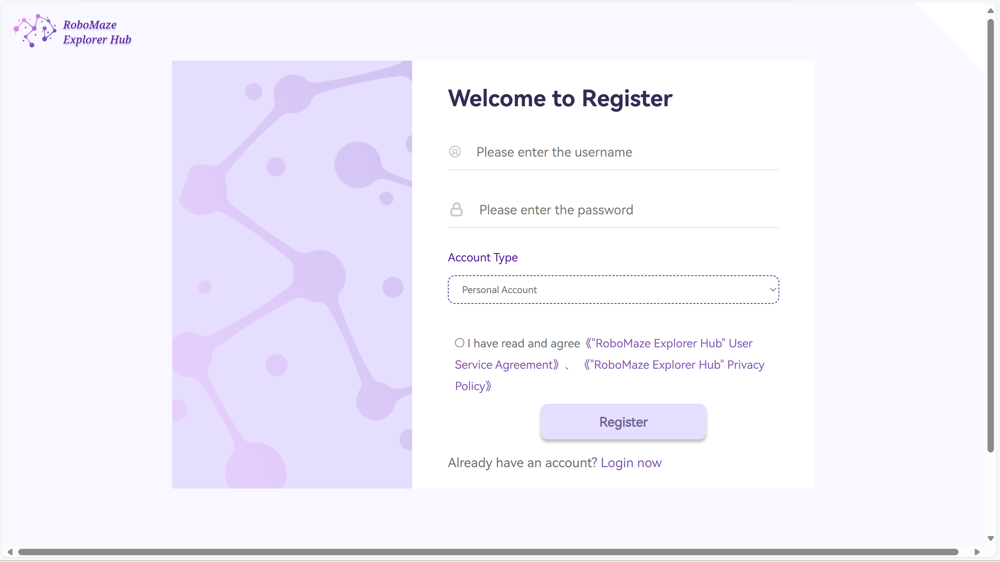 RoboMaze
Explorer Hub
Welcome to Register
Please enter the username
Please enter the password
Account Type
Personal Account
I have read and agree《"RoboMaze Explorer Hub" User
Service Agreement》、《"RoboMaze Explorer Hub" Privacy
Policy》
Register
Already have an account? Login now